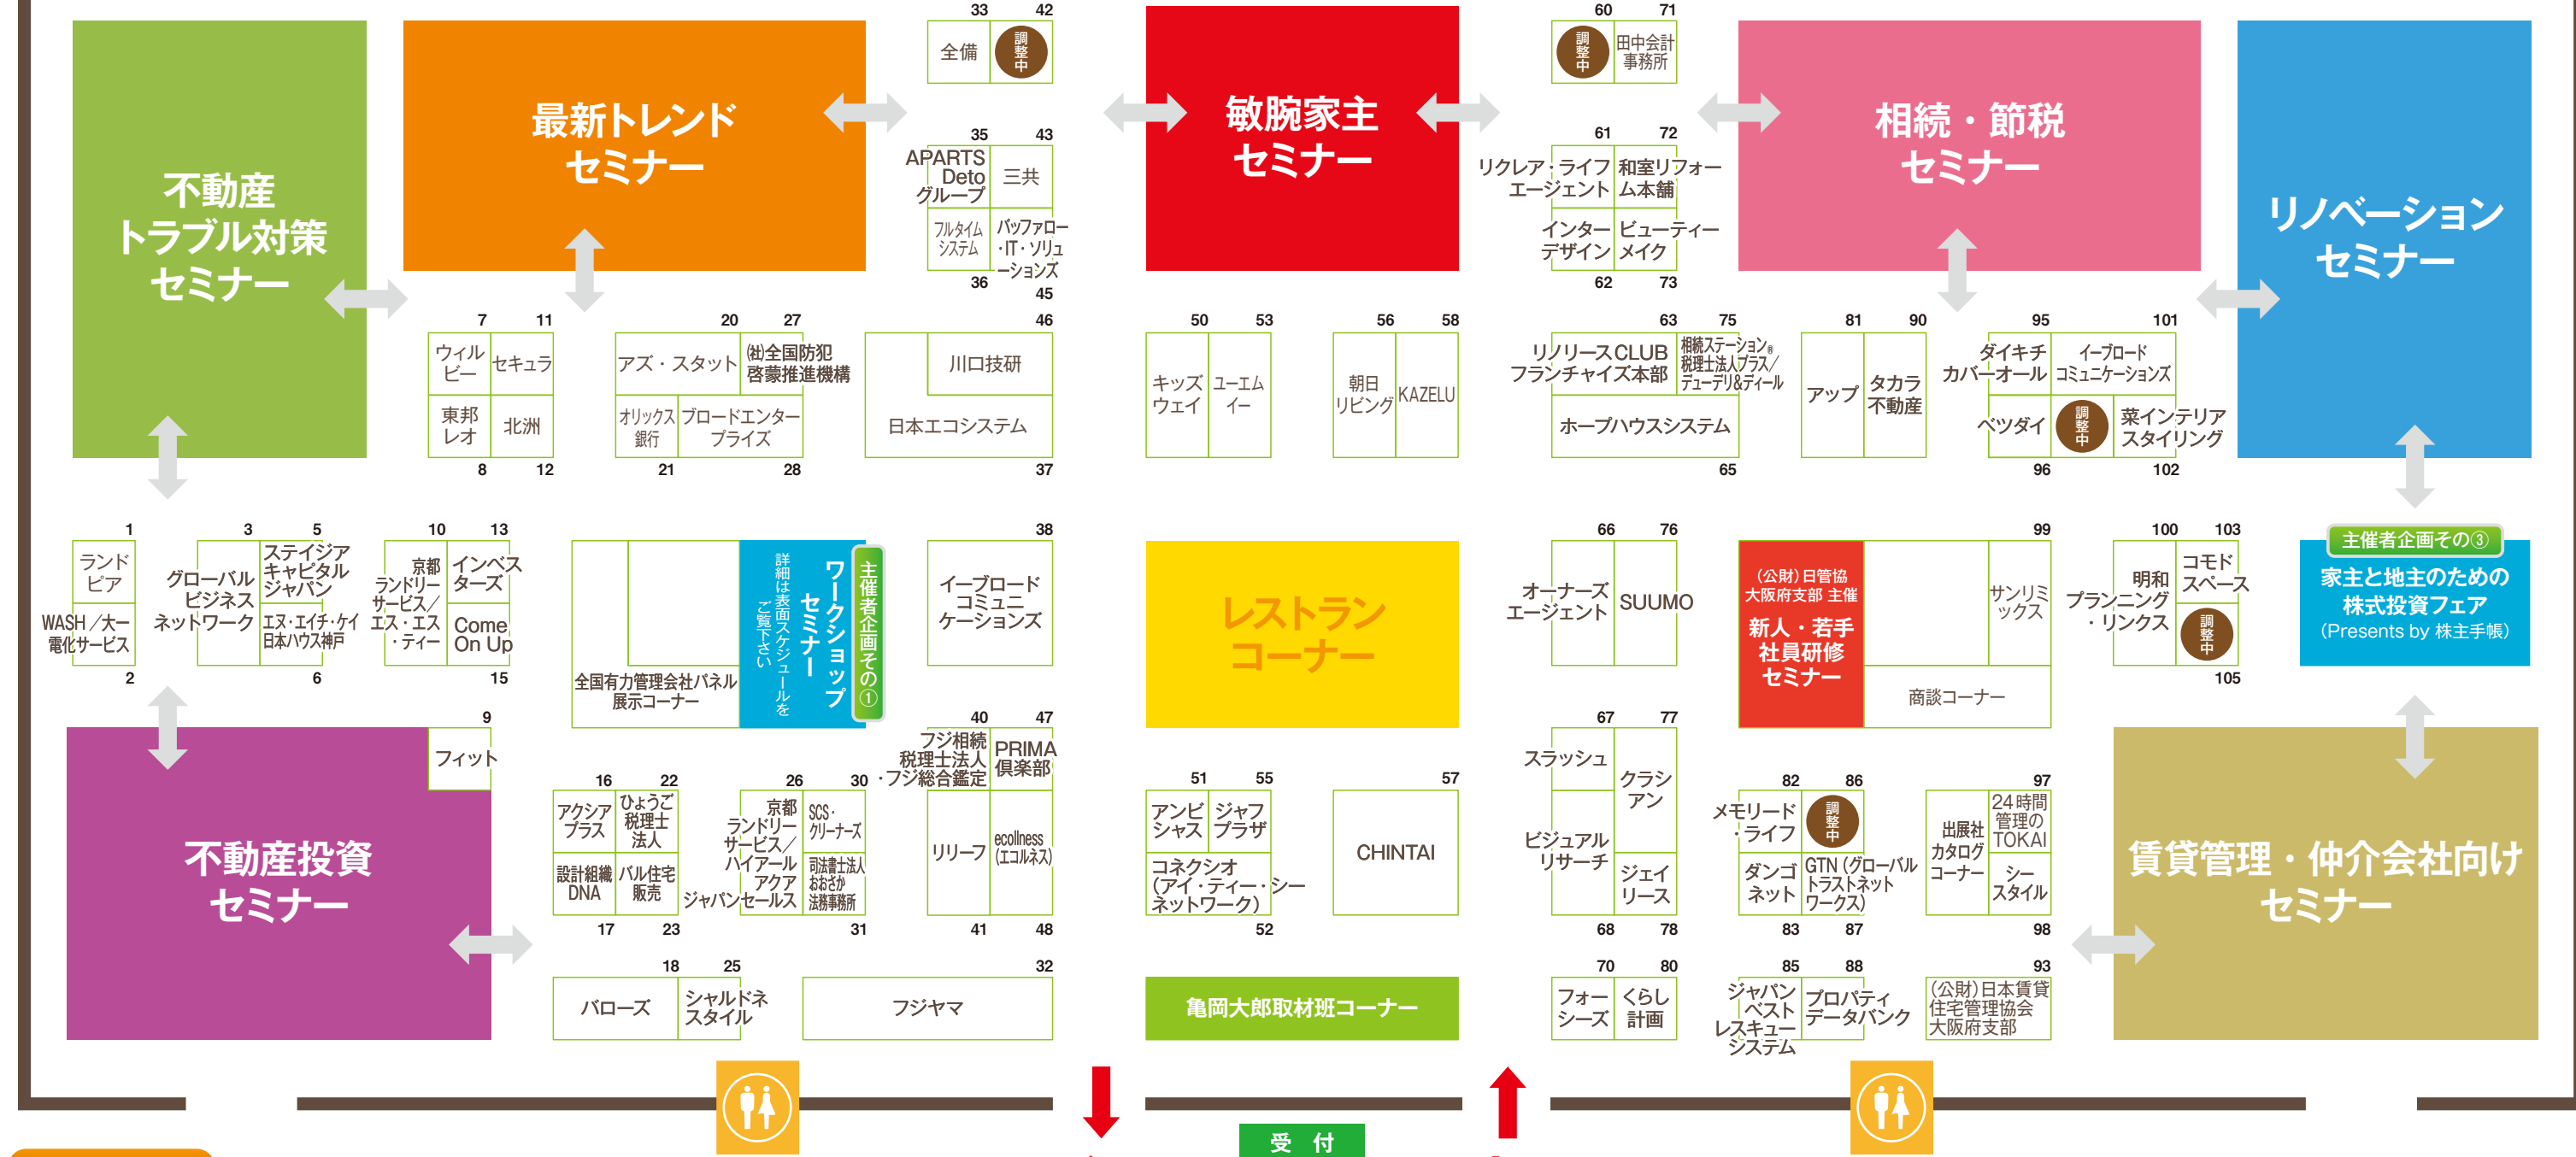 33
42
60
71
全備
調整中
調整中
田中会計
事務所
不動産
トラブル対策
セミナー
最新トレンド
セミナー
敏腕家主
セミナー
相続・節税
セミナー
リノベーション
セミナー
35
43
APARTS
Deto
グループ
三共
フルタイム
システム
バッファロー
・IT・ソリュ
ーションズ
36
45
61
72
リクレア・ライフ
エージェント
和室リフォー
ム本舗
インター
デザイン
ビューティー
メイク
62
73
7
11
ウィル
ビー
セキュラ
東邦
レオ
北洲
8
12
20
27
アズ・スタット
㈳全国防犯
啓蒙推進機構
オリックス
銀行
ブロードエンター
プライズ
21
28
46
川口技研
日本エコシステム
37
50
53
キッズ
ウェイ
ユーエム
イー
56
58
朝日
リビング
KAZELU
63
75
リノリースCLUB
フランチャイズ本部
相続ステーション®
税理士法人プラス/
デューデリ&ディール
ホープハウスシステム
65
81
90
アップ
タカラ
不動産
95
101
ダイキチ
カバーオール
イーブロード
コミュニケーションズ
ベツダイ
調整中
菜インテリア
スタイリング
96
102
1
ランド
ピア
WASH/大一
電化サービス
2
3
5
グローバル
ビジネス
ネットワーク
ステイジア
キャピタル
ジャパン
エヌ・エイチ・ケイ
日本ハウス神戸
6
10
13
京都
ランドリー
サービス/
エス・エス
・ティー
インベス
ターズ
Come
On Up
15
全国有力管理会社パネル
展示コーナー
主催者企画その①
ワークショップ
セミナー
詳細は表面スケジュールを
ご覧下さい
38
イーブロード
コミュニ
ケーションズ
レストラン
コーナー
66
76
オーナーズ
エージェント
SUUMO
(公財)日管協
大阪府支部 主催
新人・若手
社員研修
セミナー
99
サンリミ
ックス
商談コーナー
100
103
明和
プランニング
・リンクス
コモド
スペース
調整中
105
主催者企画その③
家主と地主のための
株式投資フェア
(Presents by 株主手帳)
9
フィット
不動産投資
セミナー
16
22
アクシア
プラス
ひょうご
税理士
法人
設計組織
DNA
パル住宅
販売
17
23
26
30
京都
ランドリー
サービス/
ハイアール
アクア
ジャパンセールス
SCS・
クリーナーズ
司法書士法人
おおさか
法務事務所
31
40
47
フジ相続
税理士法人
・フジ総合鑑定
PRIMA
倶楽部
リリーフ
ecollness
(エコルネス)
41
48
51
55
アンビ
シャス
ジャフ
プラザ
コネクシオ
(アイ・ティー・シー
ネットワーク)
52
57
CHINTAI
67
77
スラッシュ
クラシ
アン
ビジュアル
リサーチ
ジェイ
リース
68
78
82
86
メモリード
・ライフ
調整中
ダンゴ
ネット
GTN(グローバル
トラストネット
ワークス)
83
87
97
出展社
カタログ
コーナー
24時間
管理の
TOKAI
シー
スタイル
98
賃貸管理・仲介会社向け
セミナー
18
25
バローズ
シャルドネ
スタイル
32
フジヤマ
亀岡太郎取材班コーナー
70
80
フォー
シーズ
くらし
計画
85
88
ジャパン
ベスト
レスキュー
システム
プロパティ
データバンク
93
(公財)日本賃貸
住宅管理協会
大阪府支部
受 付